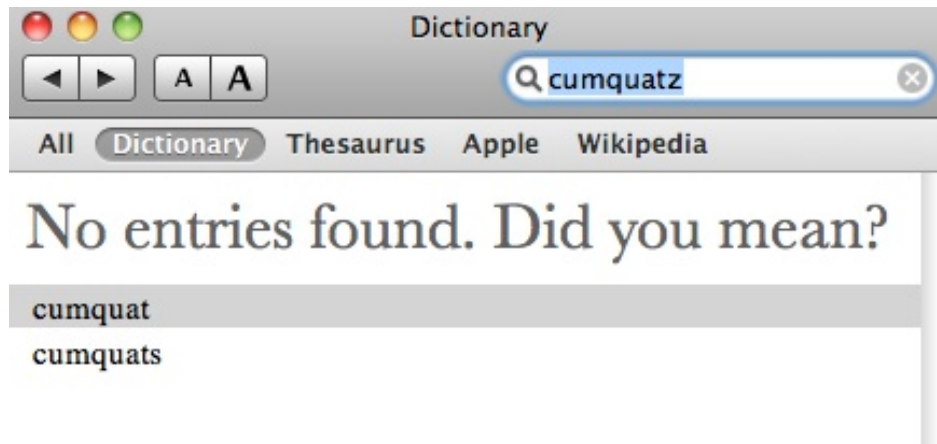 Dictionary
A A cumquatz
All Dictionary Thesaurus Apple Wikipedia
No entries found. Did you mean?
cumquat
cumquats